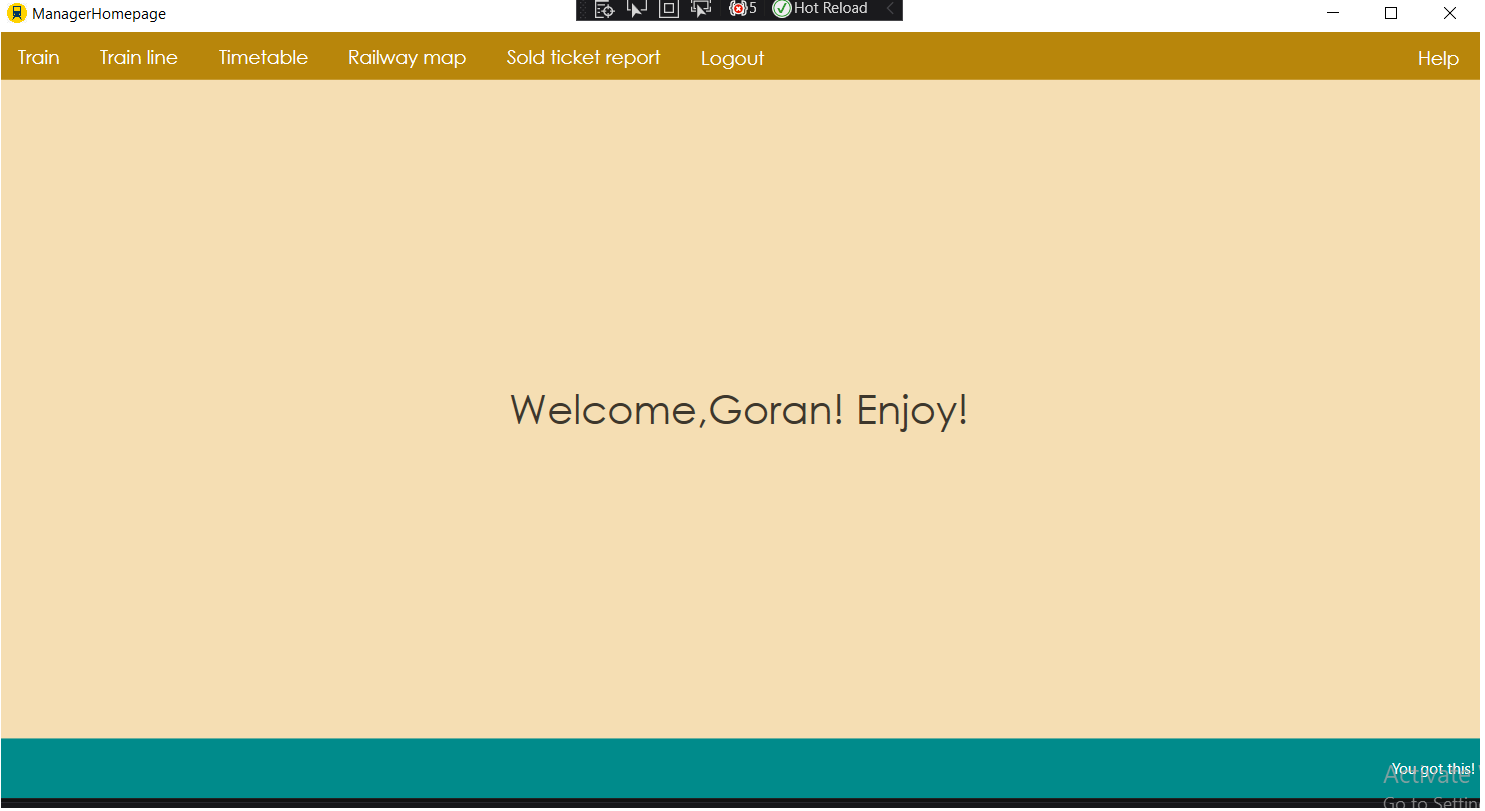 ManagerHomepage
5
Hot Reload
Train
Train line
Timetable
Railway map
Sold ticket report
Logout
Help
Welcome,Goran! Enjoy!
You got this!
Activate
Go to Settin